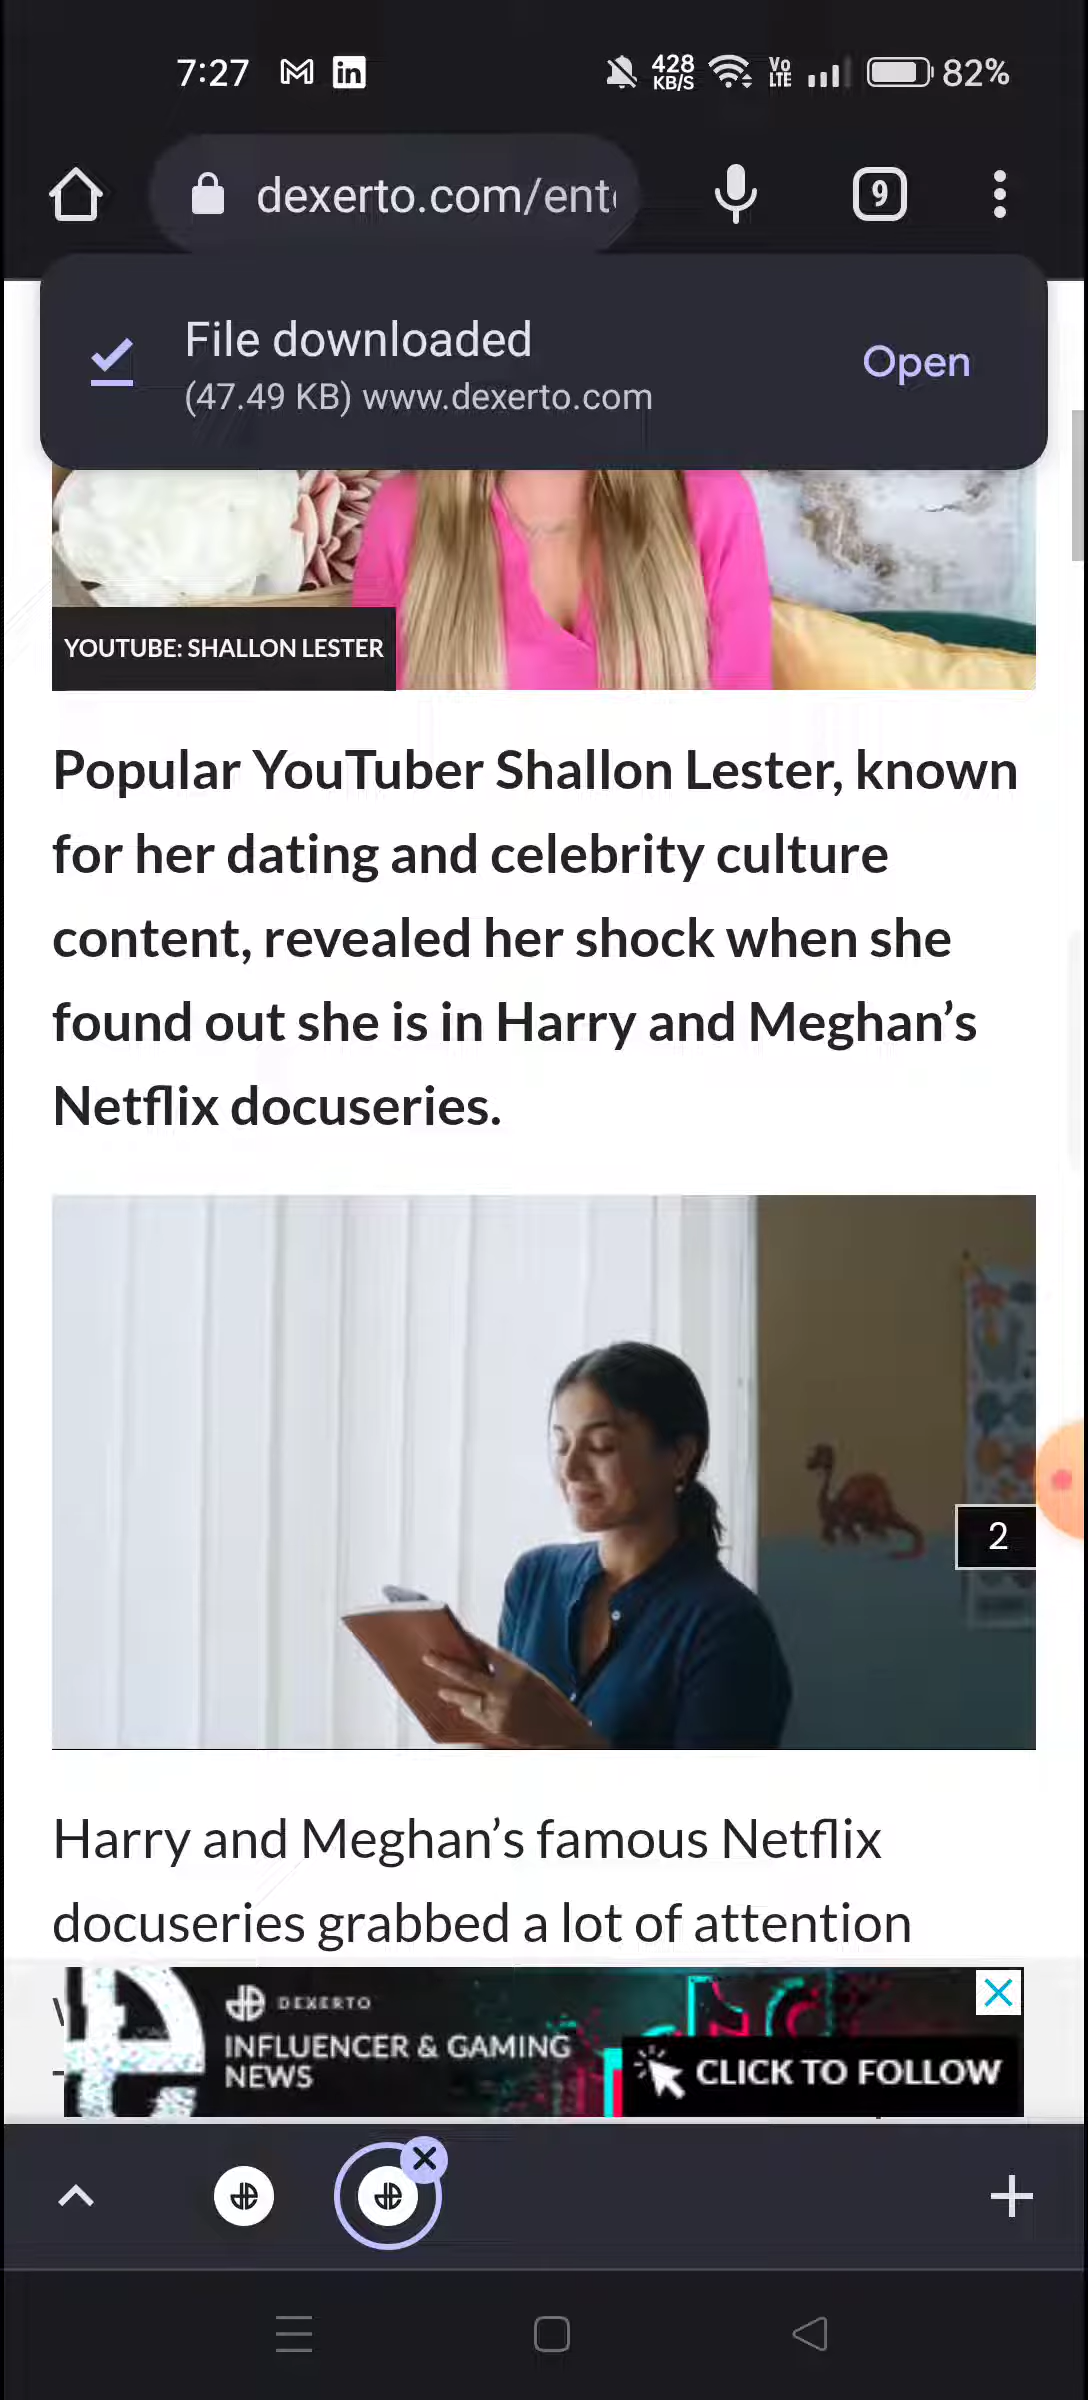 7:27
428
KB/S
Vo
LTE
82%
dexerto.com/ent
9
File downloaded
(47.49 KB) www.dexerto.com
Open
YOUTUBE: SHALLON LESTER
Popular YouTuber Shallon Lester, known
for her dating and celebrity culture
content, revealed her shock when she
found out she is in Harry and Meghan’s
Netflix docuseries.
2
Harry and Meghan’s famous Netflix
docuseries grabbed a lot of attention
DEXERTO
INFLUENCER & GAMING
NEWS
CLICK TO FOLLOW